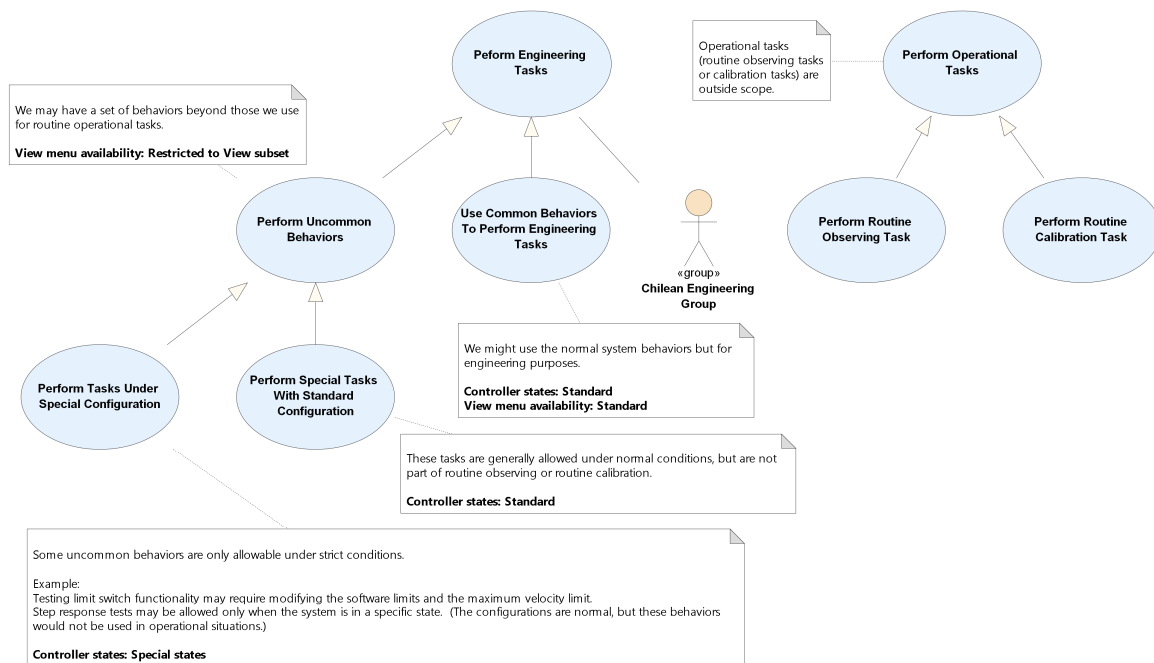 Peform Engineering
Tasks
Operational tasks
(routine observing tasks
or calibration tasks) are
outside scope.
Perform Operational
Tasks
We may have a set of behaviors beyond those we use
for routine operational tasks.
View menu availability: Restricted to View subset
Perform Uncommon
Behaviors
Use Common Behaviors
To Perform Engineering
Tasks
«group»
Chilean Engineering
Group
Perform Routine
Observing Task
Perform Routine
Calibration Task
We might use the normal system behaviors but for
engineering purposes.
Controller states: Standard
View menu availability: Standard
Perform Tasks Under
Special Configuration
Perform Special Tasks
With Standard
Configuration
These tasks are generally allowed under normal conditions, but are not
part of routine observing or routine calibration.
Controller states: Standard
Some uncommon behaviors are only allowable under strict conditions.
Example:
Testing limit switch functionality may require modifying the software limits and the maximum velocity limit.
Step response tests may be allowed only when the system is in a specific state.  (The configurations are normal, but these behaviors
would not be used in operational situations.)
Controller states: Special states